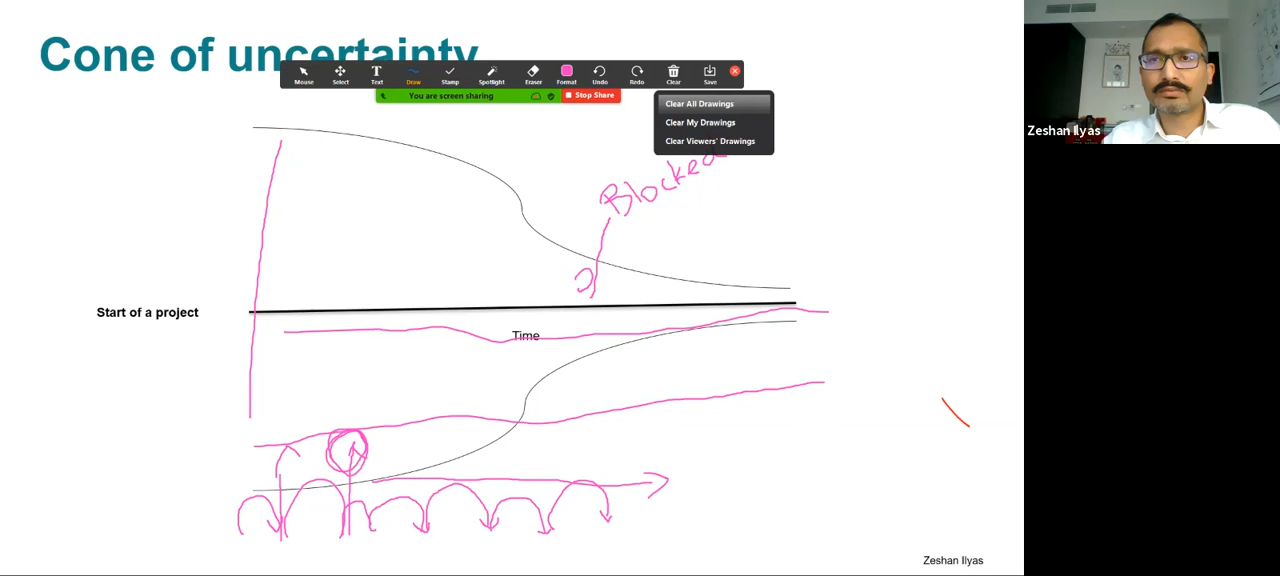 Cone of uncertainty
Mouse Select Text Draw Stamp Spotlight Eraser Format Undo Redo Clear Save
You are screen sharing Stop Share
Clear All Drawings
Clear My Drawings
Clear Viewers' Drawings
Zeshan Ilyas
Blocked
Start of a project
Time
Zeshan Ilyas